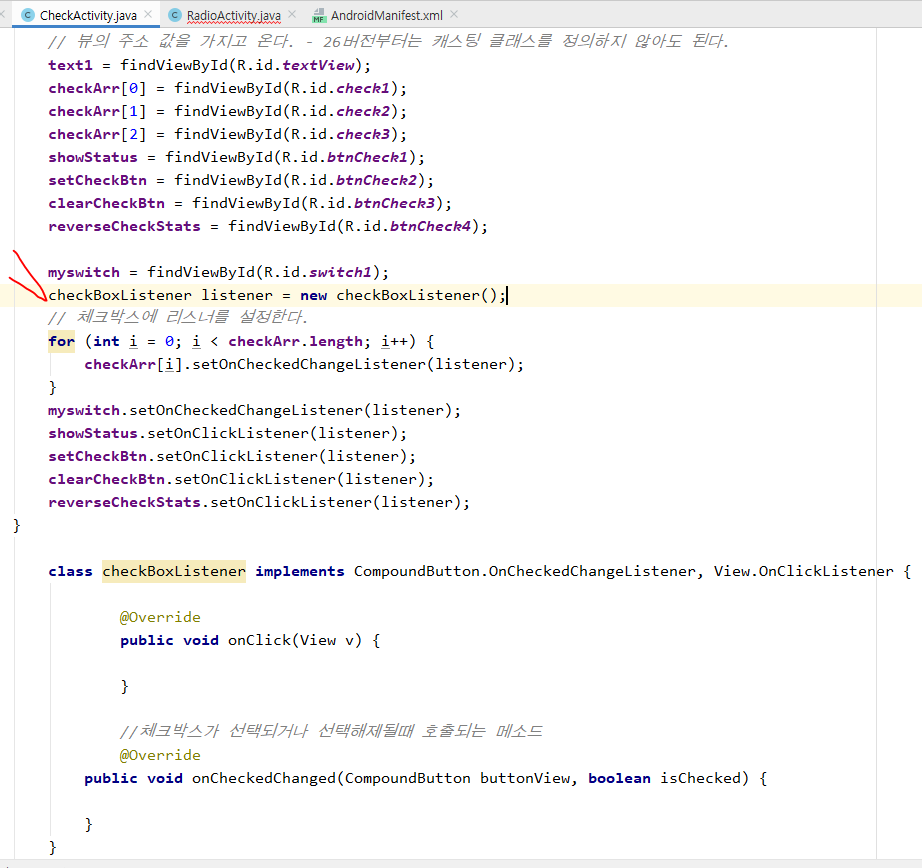 CheckActivity.java RadioActivity.java AndroidManifest.xml
// 뷰의 주소 값을 가지고 온다. - 26버전부터는 캐스팅 클래스를 정의하지 않아도 된다.
text1 = findViewById(R.id.textView);
checkArr[0] = findViewById(R.id.check1);
checkArr[1] = findViewById(R.id.check2);
checkArr[2] = findViewById(R.id.check3);
showStatus = findViewById(R.id.btnCheck1);
setCheckBtn = findViewById(R.id.btnCheck2);
clearCheckBtn = findViewById(R.id.btnCheck3);
reverseCheckStats = findViewById(R.id.btnCheck4);
myswitch = findViewById(R.id.switch1);
checkBoxListener listener = new checkBoxListener();
// 체크박스에 리스너를 설정한다.
for (int i = 0; i < checkArr.length; i++) {
checkArr[i].setOnCheckedChangeListener(listener);
}
myswitch.setOnCheckedChangeListener(listener);
showStatus.setOnClickListener(listener);
setCheckBtn.setOnClickListener(listener);
clearCheckBtn.setOnClickListener(listener);
reverseCheckStats.setOnClickListener(listener);
}
class checkBoxListener implements CompoundButton.OnCheckedChangeListener, View.OnClickListener {
@Override
public void onClick(View v) {
}
//체크박스가 선택되거나 선택해제될때 호출되는 메소드
@Override
public void onCheckedChanged(CompoundButton buttonView, boolean isChecked) {
}
}